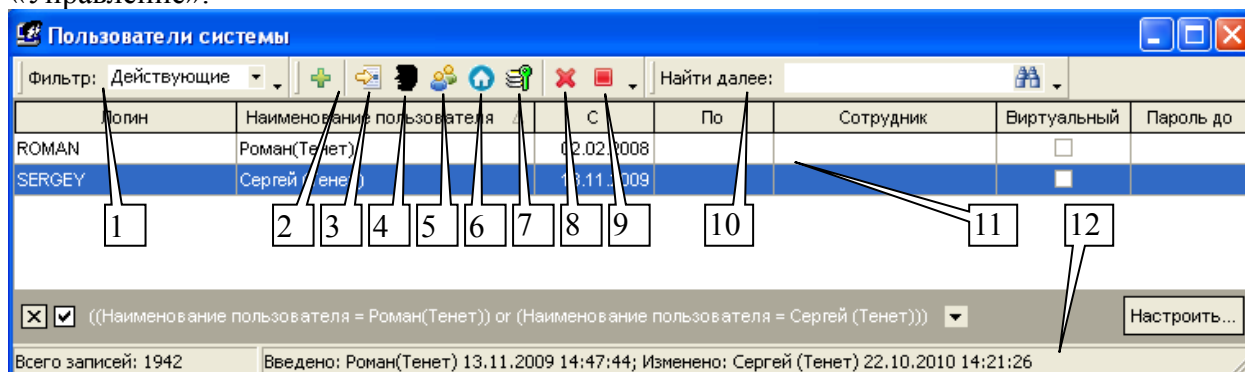 «Управление».
Пользователи системы
Фильтр: Действующие Найти далее:
Логин Наименование пользователя С По Сотрудник Виртуальный Пароль до
ROMAN Роман(Тенет) 02.02.2008
SERGEY Сергей (Тенет) 13.11.2009
1 2 3 4 5 6 7 8 9 10 11 12
((Наименование пользователя = Роман(Тенет)) or (Наименование пользователя = Сергей (Тенет))) Настроить...
Всего записей: 1942 Введено: Роман(Тенет) 13.11.2009 14:47:44; Изменено: Сергей (Тенет) 22.10.2010 14:21:26